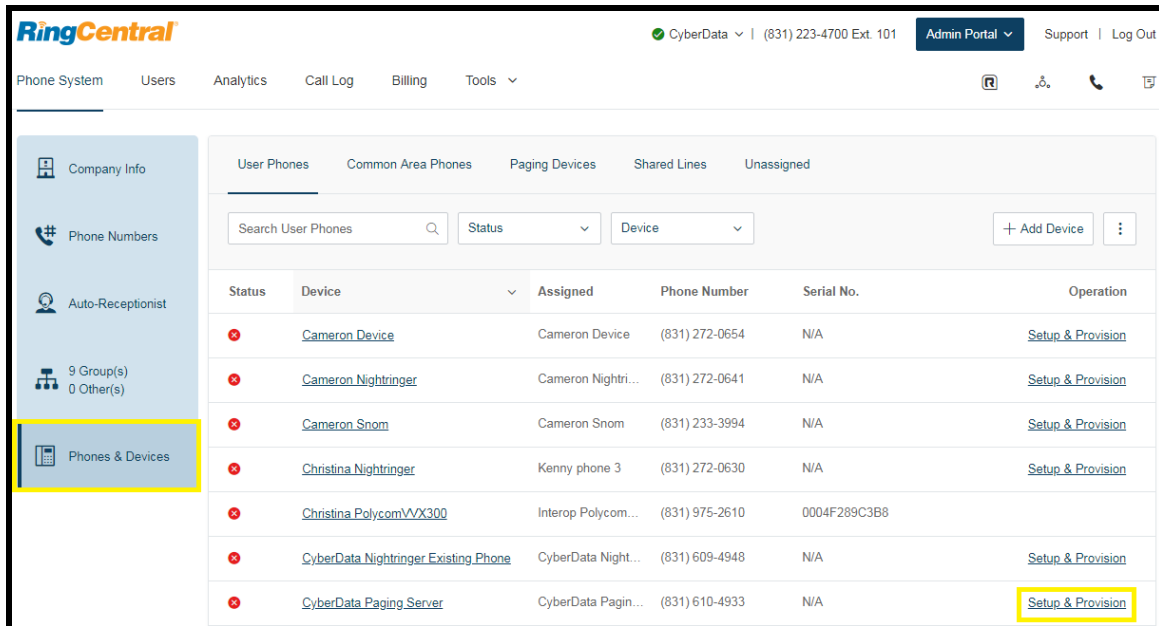 RingCentral
CyberData | (831) 223-4700 Ext. 101 Admin Portal Support | Log Out
Phone System Users Analytics Call Log Billing Tools
Company Info
Phone Numbers
Auto-Receptionist
9 Group(s)
0 Other(s)
Phones & Devices
User Phones Common Area Phones Paging Devices Shared Lines Unassigned
Search User Phones Status Device + Add Device
Status Device Assigned Phone Number Serial No. Operation
Cameron Device Cameron Device (831) 272-0654 N/A Setup & Provision
Cameron Nightringer Cameron Nightri... (831) 272-0641 N/A Setup & Provision
Cameron Snom Cameron Snom (831) 233-3994 N/A Setup & Provision
Christina Nightringer Kenny phone 3 (831) 272-0630 N/A Setup & Provision
Christina PolycomVVX300 Interop Polycom... (831) 975-2610 0004F289C3B8
CyberData Nightringer Existing Phone CyberData Night... (831) 609-4948 N/A Setup & Provision
CyberData Paging Server CyberData Pagin... (831) 610-4933 N/A Setup & Provision